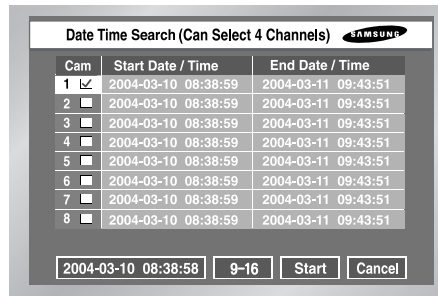 Date Time Search (Can Select 4 Channels) SAMSUNG
Cam Start Date / Time End Date / Time
1 2004-03-10 08:38:59 2004-03-11 09:43:51
2 2004-03-10 08:38:59 2004-03-11 09:43:51
3 2004-03-10 08:38:59 2004-03-11 09:43:51
4 2004-03-10 08:38:59 2004-03-11 09:43:51
5 2004-03-10 08:38:59 2004-03-11 09:43:51
6 2004-03-10 08:38:59 2004-03-11 09:43:51
7 2004-03-10 08:38:59 2004-03-11 09:43:51
8 2004-03-10 08:38:59 2004-03-11 09:43:51
2004-03-10 08:38:58 9-16 Start Cancel